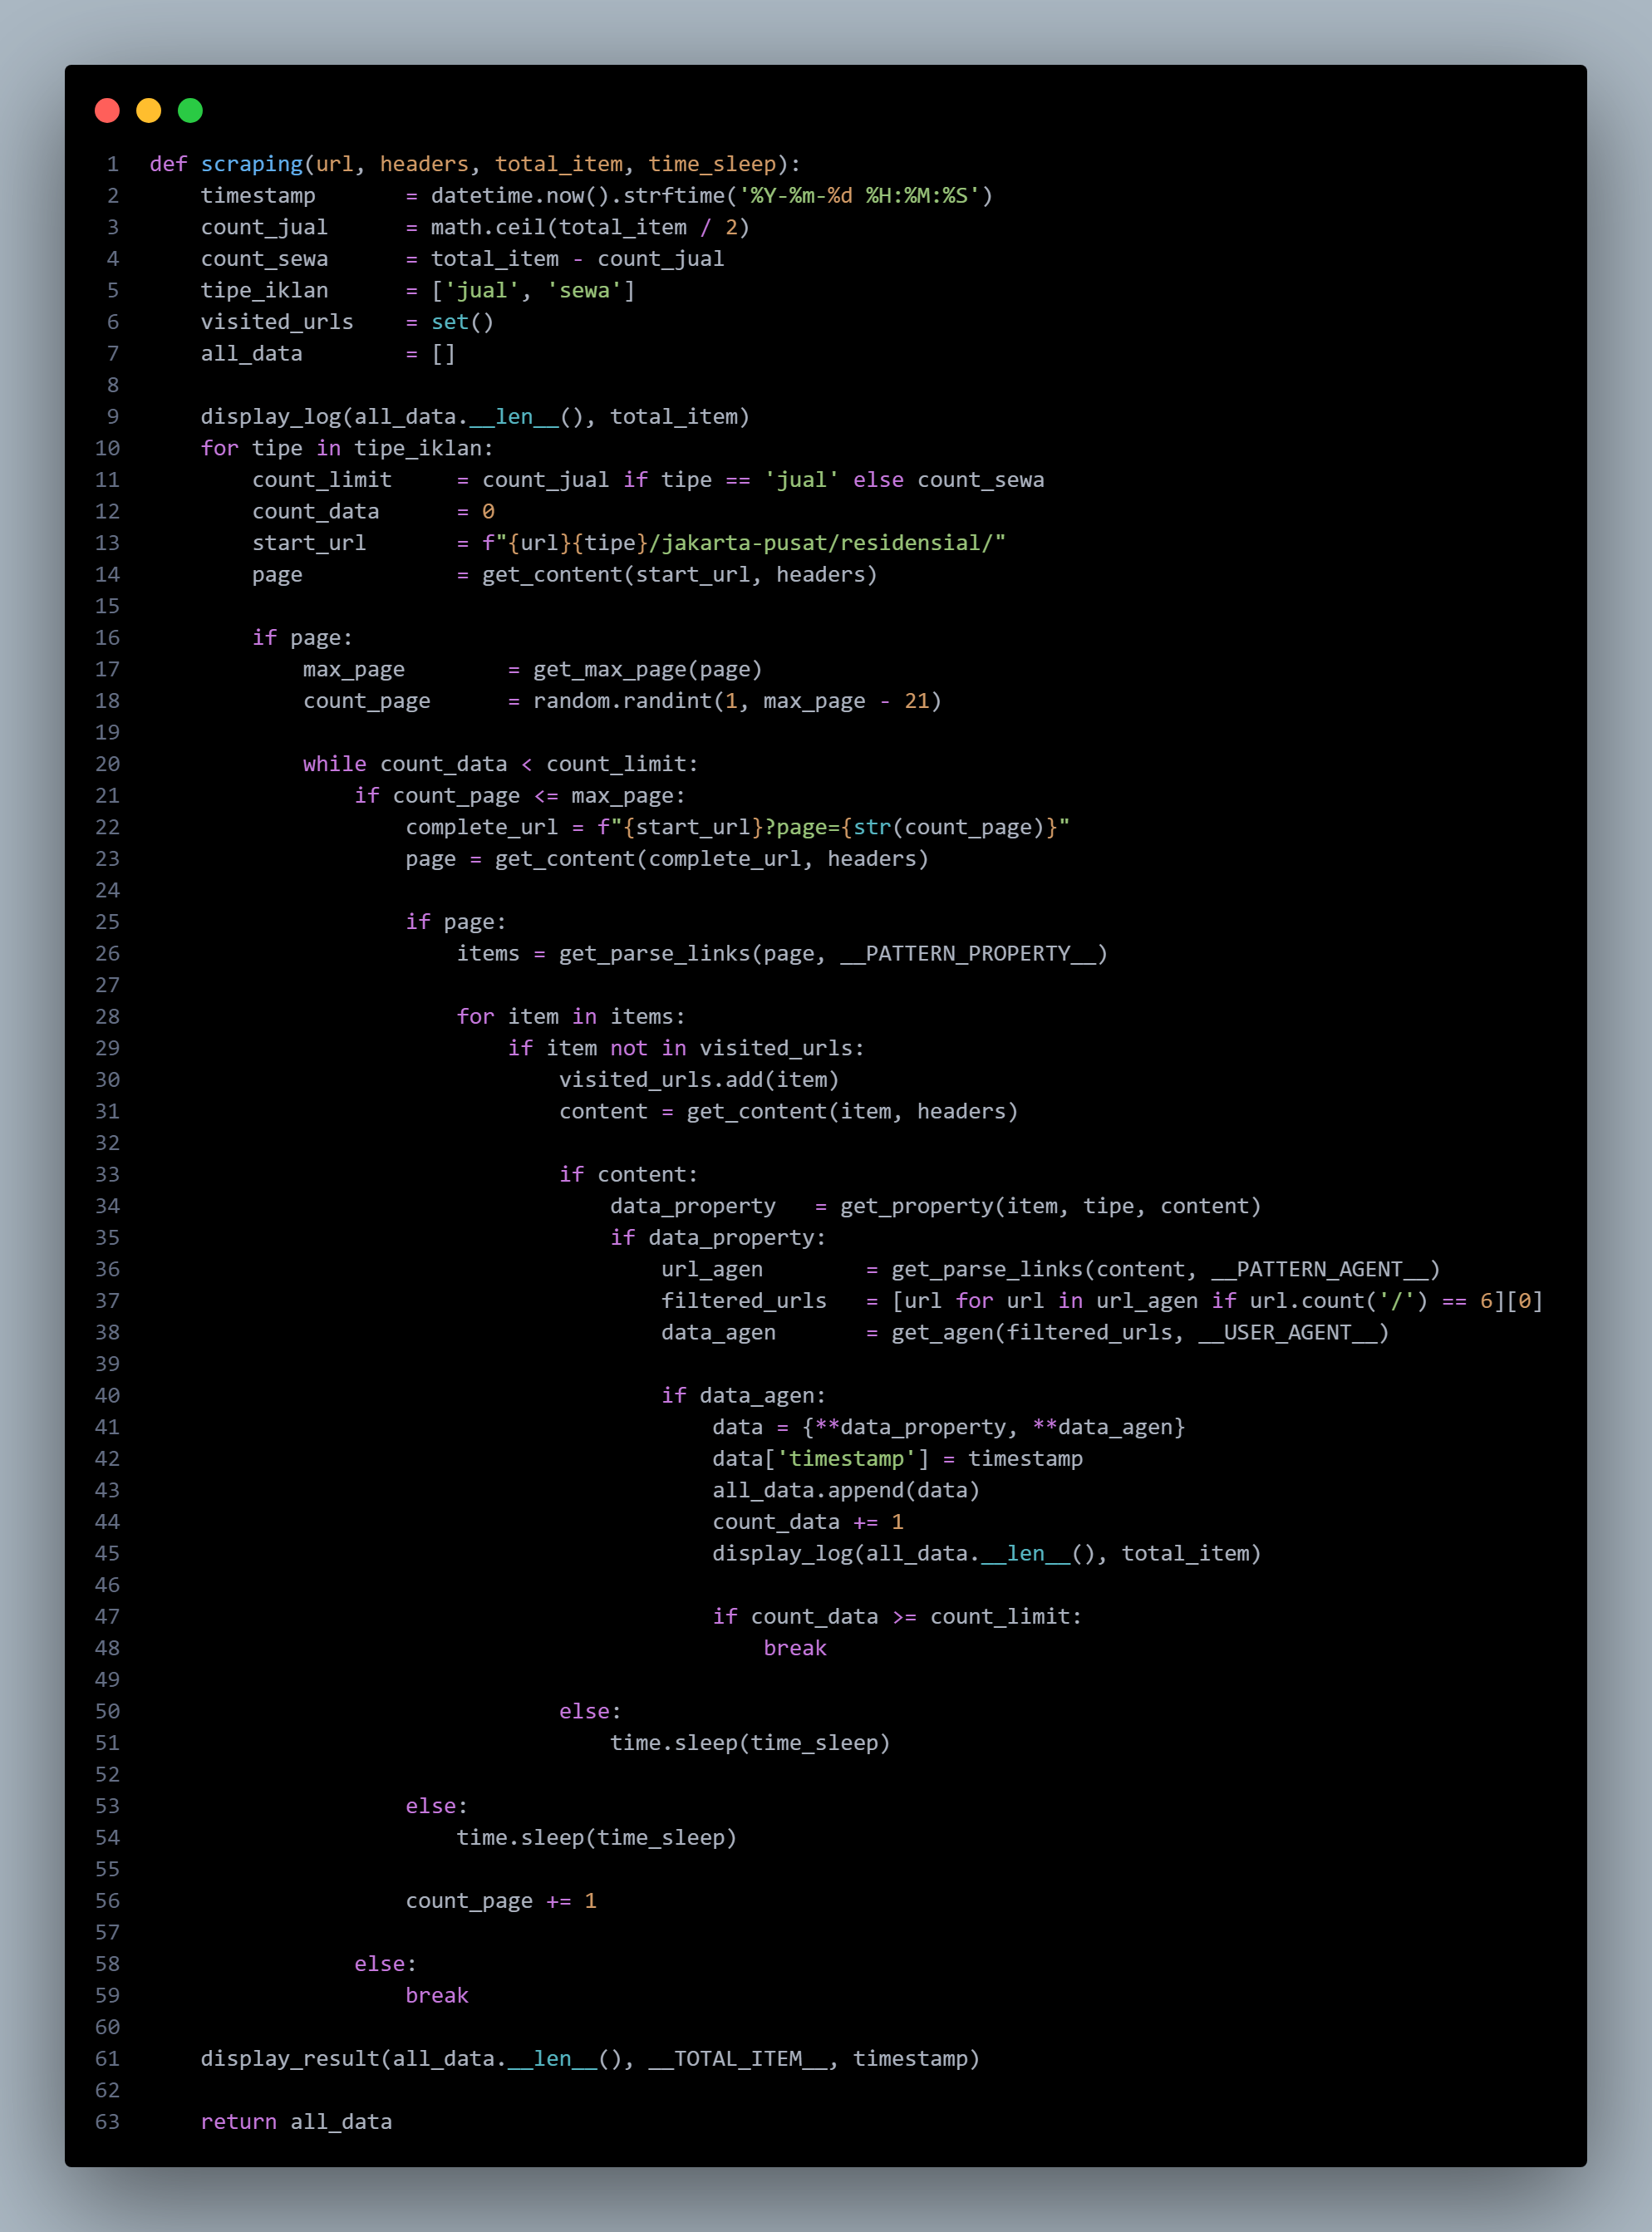 1 def scraping(url, headers, total_item, time_sleep):
2     timestamp       = datetime.now().strftime('%Y-%m-%d %H:%M:%S')
3     count_jual      = math.ceil(total_item / 2)
4     count_sewa      = total_item - count_jual
5     tipe_iklan      = ['jual', 'sewa']
6     visited_urls    = set()
7     all_data        = []
8
9     display_log(all_data.__len__(), total_item)
10     for tipe in tipe_iklan:
11         count_limit     = count_jual if tipe == 'jual' else count_sewa
12         count_data      = 0
13         start_url       = f"{url}{tipe}/jakarta-pusat/residensial/"
14         page            = get_content(start_url, headers)
15
16         if page:
17             max_page        = get_max_page(page)
18             count_page      = random.randint(1, max_page - 21)
19
20             while count_data < count_limit:
21                 if count_page <= max_page:
22                     complete_url = f"{start_url}?page={str(count_page)}"
23                     page = get_content(complete_url, headers)
24
25                     if page:
26                         items = get_parse_links(page, __PATTERN_PROPERTY__)
27
28                         for item in items:
29                             if item not in visited_urls:
30                                 visited_urls.add(item)
31                                 content = get_content(item, headers)
32
33                                 if content:
34                                     data_property   = get_property(item, tipe, content)
35                                     if data_property:
36                                         url_agen        = get_parse_links(content, __PATTERN_AGENT__)
37                                         filtered_urls   = [url for url in url_agen if url.count('/') == 6][0]
38                                         data_agen       = get_agen(filtered_urls, __USER_AGENT__)
39
40                                         if data_agen:
41                                             data = {**data_property, **data_agen}
42                                             data['timestamp'] = timestamp
43                                             all_data.append(data)
44                                             count_data += 1
45                                             display_log(all_data.__len__(), total_item)
46
47                                             if count_data >= count_limit:
48                                                 break
49
50                                 else:
51                                     time.sleep(time_sleep)
52
53                     else:
54                         time.sleep(time_sleep)
55
56                     count_page += 1
57
58                 else:
59                     break
60
61     display_result(all_data.__len__(), __TOTAL_ITEM__, timestamp)
62
63     return all_data